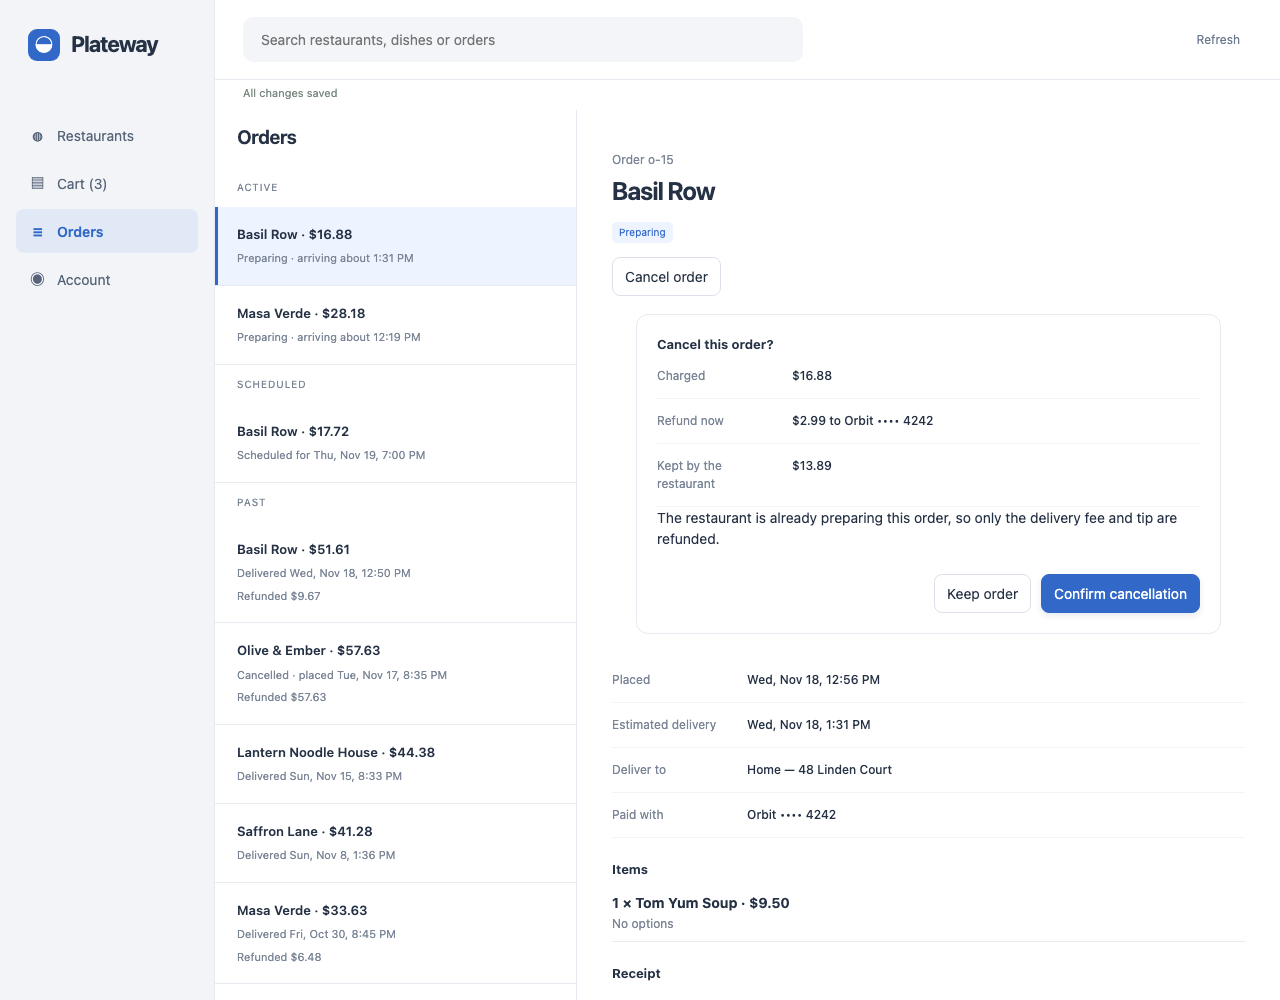 Plateway
Restaurants
Cart (3)
Orders
Account
Search restaurants, dishes or orders
Refresh
All changes saved
Orders
ACTIVE
Basil Row · $16.88
Preparing · arriving about 1:31 PM
Masa Verde · $28.18
Preparing · arriving about 12:19 PM
SCHEDULED
Basil Row · $17.72
Scheduled for Thu, Nov 19, 7:00 PM
PAST
Basil Row · $51.61
Delivered Wed, Nov 18, 12:50 PM
Refunded $9.67
Olive & Ember · $57.63
Cancelled · placed Tue, Nov 17, 8:35 PM
Refunded $57.63
Lantern Noodle House · $44.38
Delivered Sun, Nov 15, 8:33 PM
Saffron Lane · $41.28
Delivered Sun, Nov 8, 1:36 PM
Masa Verde · $33.63
Delivered Fri, Oct 30, 8:45 PM
Refunded $6.48
Order o-15
Basil Row
Preparing
Cancel order
Cancel this order?
Charged $16.88
Refund now $2.99 to Orbit •••• 4242
Kept by the restaurant $13.89
The restaurant is already preparing this order, so only the delivery fee and tip are
refunded.
Keep order
Confirm cancellation
Placed Wed, Nov 18, 12:56 PM
Estimated delivery Wed, Nov 18, 1:31 PM
Deliver to Home — 48 Linden Court
Paid with Orbit •••• 4242
Items
1 × Tom Yum Soup · $9.50
No options
Receipt